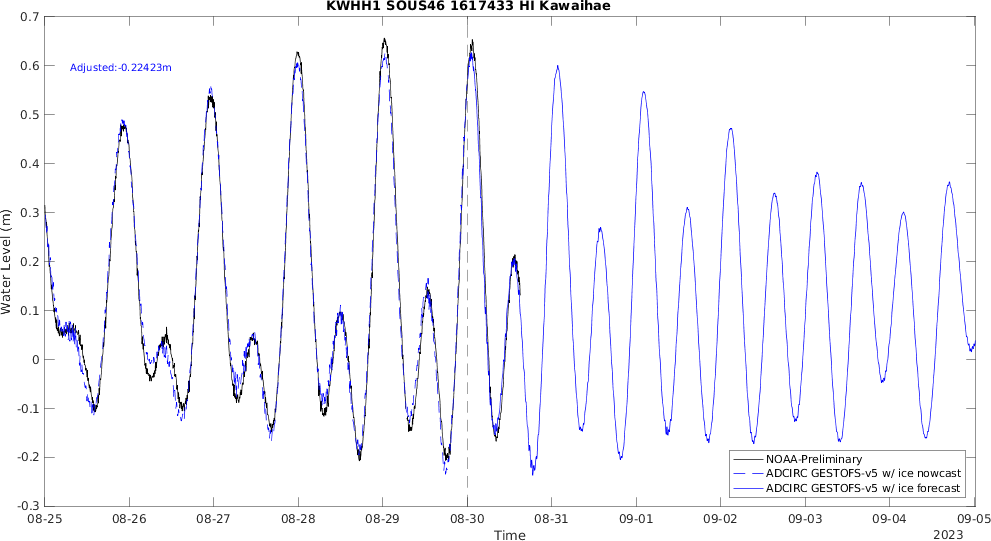 KWHH1 SOUS46 1617433 HI Kawaihae
0.7
0.6
Adjusted:-0.22423m
0.5
0.4
0.3
0.2
0.1
0
-0.1
-0.2
-0.3
Water Level (m)
NOAA-Preliminary
ADCIRC GESTOFS-v5 w/ ice nowcast
ADCIRC GESTOFS-v5 w/ ice forecast
08-25 08-26 08-27 08-28 08-29 08-30 08-31 09-01 09-02 09-03 09-04 09-05
Time
2023